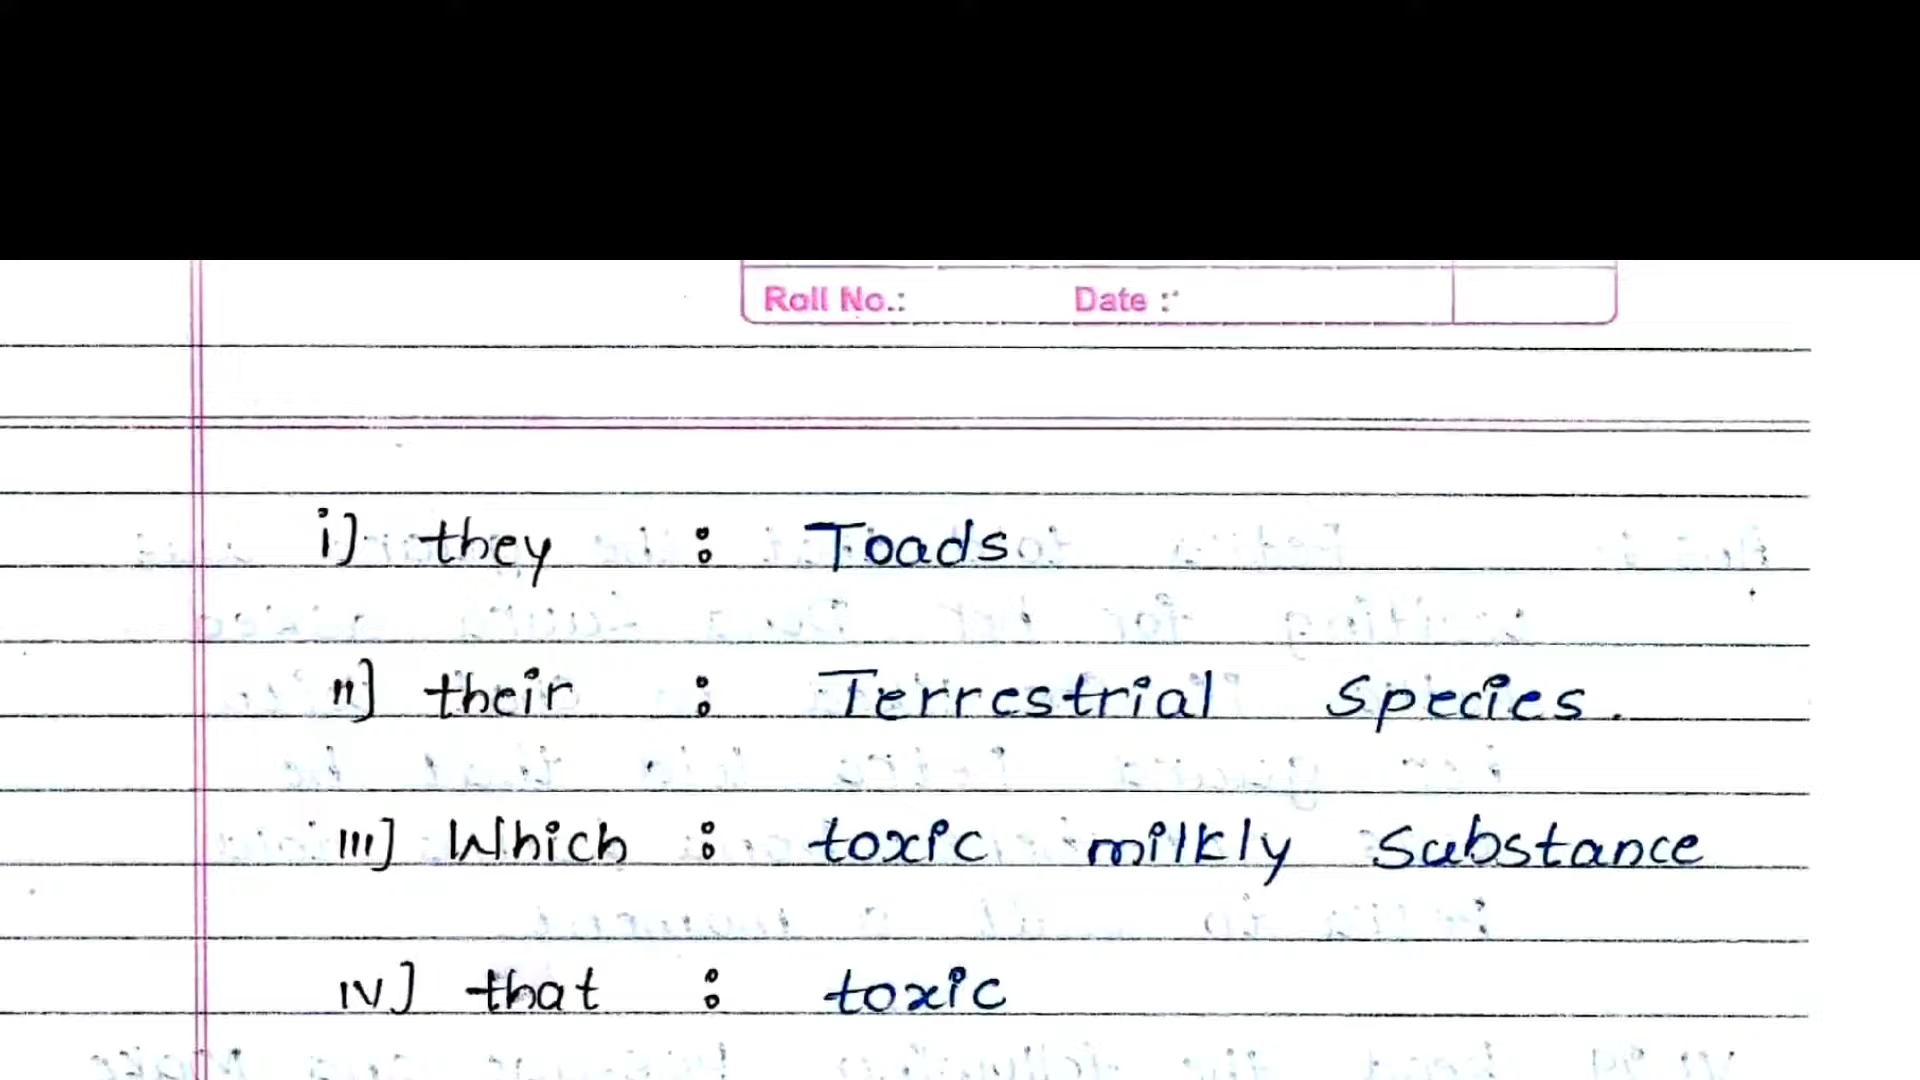 Roll No.: Date :
i] they : Toads
ii] their : Terrestrial Species.
iii] Which : toxic milkly Substance
iv] that : toxic